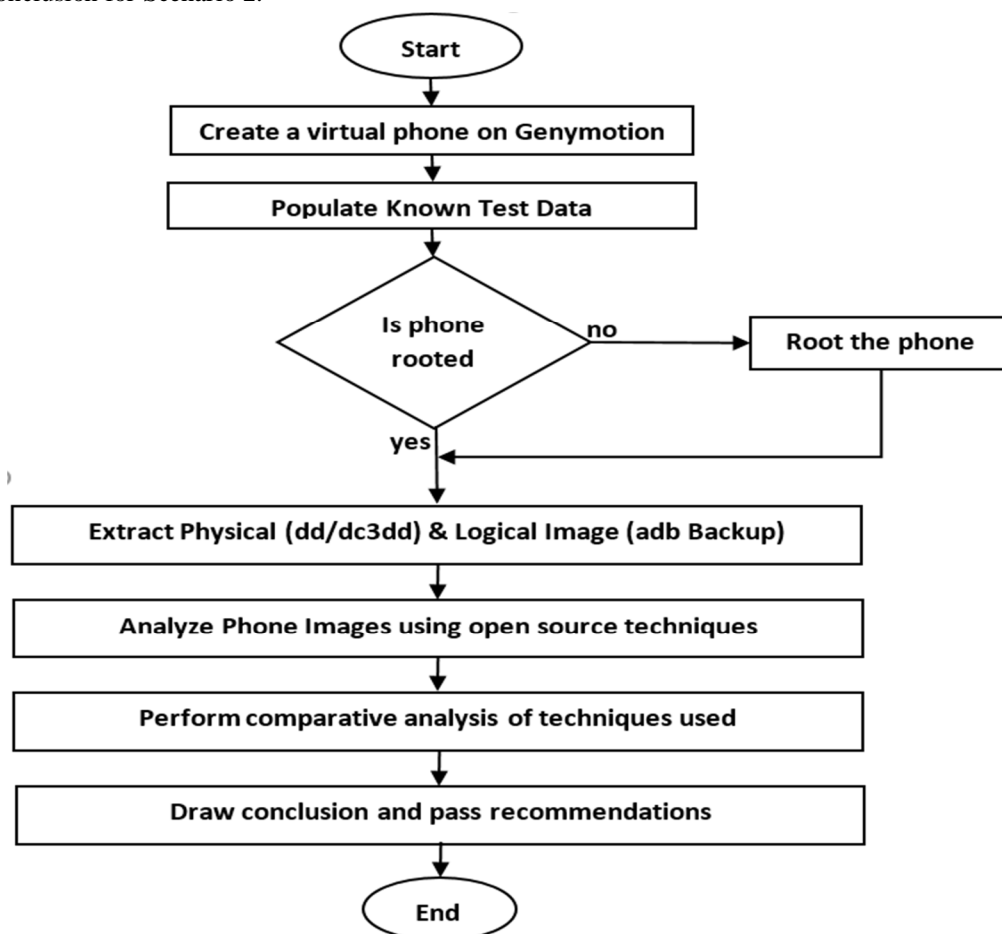 Start
Create a virtual phone on Genymotion
Populate Known Test Data
Is phone
rooted
no
Root the phone
yes
Extract Physical (dd/dc3dd) & Logical Image (adb Backup)
Analyze Phone Images using open source techniques
Perform comparative analysis of techniques used
Draw conclusion and pass recommendations
End